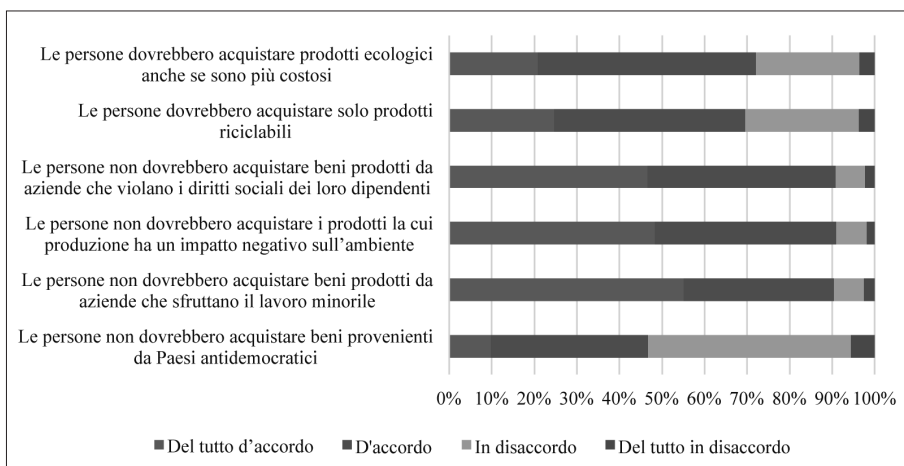 Le persone dovrebbero acquistare prodotti ecologici
anche se sono più costosi
Le persone dovrebbero acquistare solo prodotti
riciclabili
Le persone non dovrebbero acquistare beni prodotti da
aziende che violano i diritti sociali dei loro dipendenti
Le persone non dovrebbero acquistare i prodotti la cui
produzione ha un impatto negativo sull’ambiente
Le persone non dovrebbero acquistare beni prodotti da
aziende che sfruttano il lavoro minorile
Le persone non dovrebbero acquistare beni provenienti
da Paesi antidemocratici
0% 10% 20% 30% 40% 50% 60% 70% 80% 90% 100%
Del tutto d’accordo D'accordo In disaccordo Del tutto in disaccordo